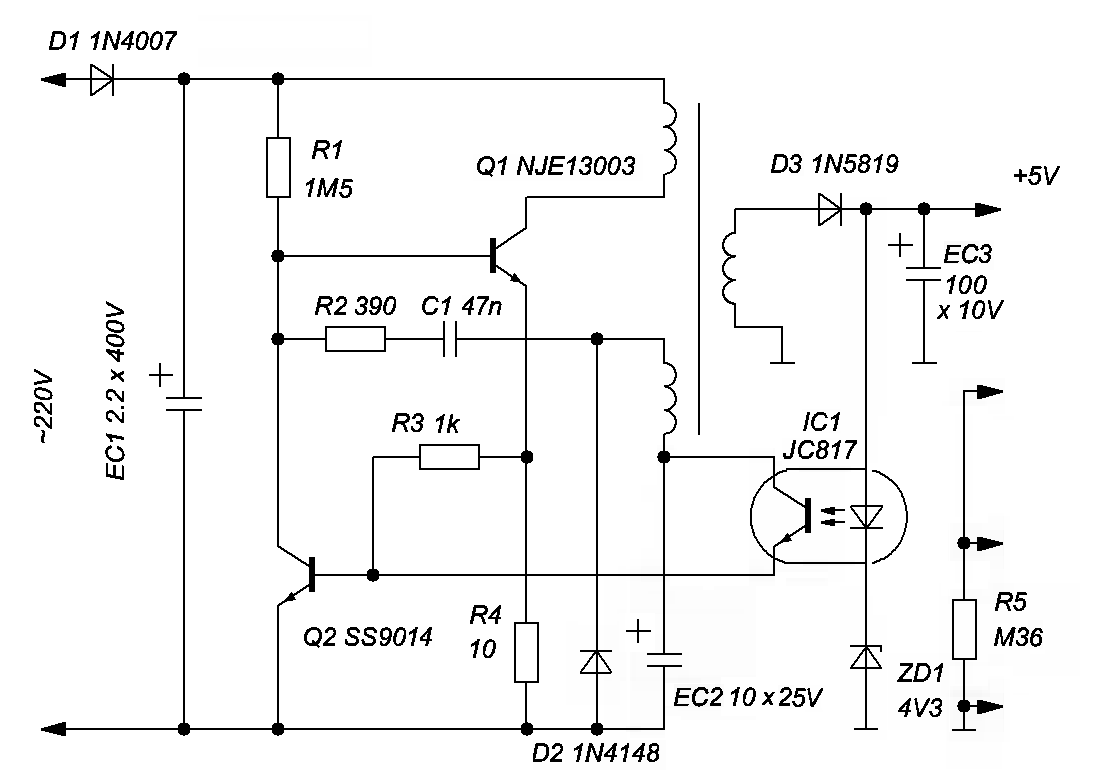 D1 1N4007
R1
1M5
Q1 NJE13003
D3 1N5819
+5V
EC3
100
x 10V
R2 390
C1 47n
EC1 2.2 x 400V
~220V
R3 1k
IC1
JC817
R4
10
Q2 SS9014
R5
M36
ZD1
4V3
EC2 10 x 25V
D2 1N4148